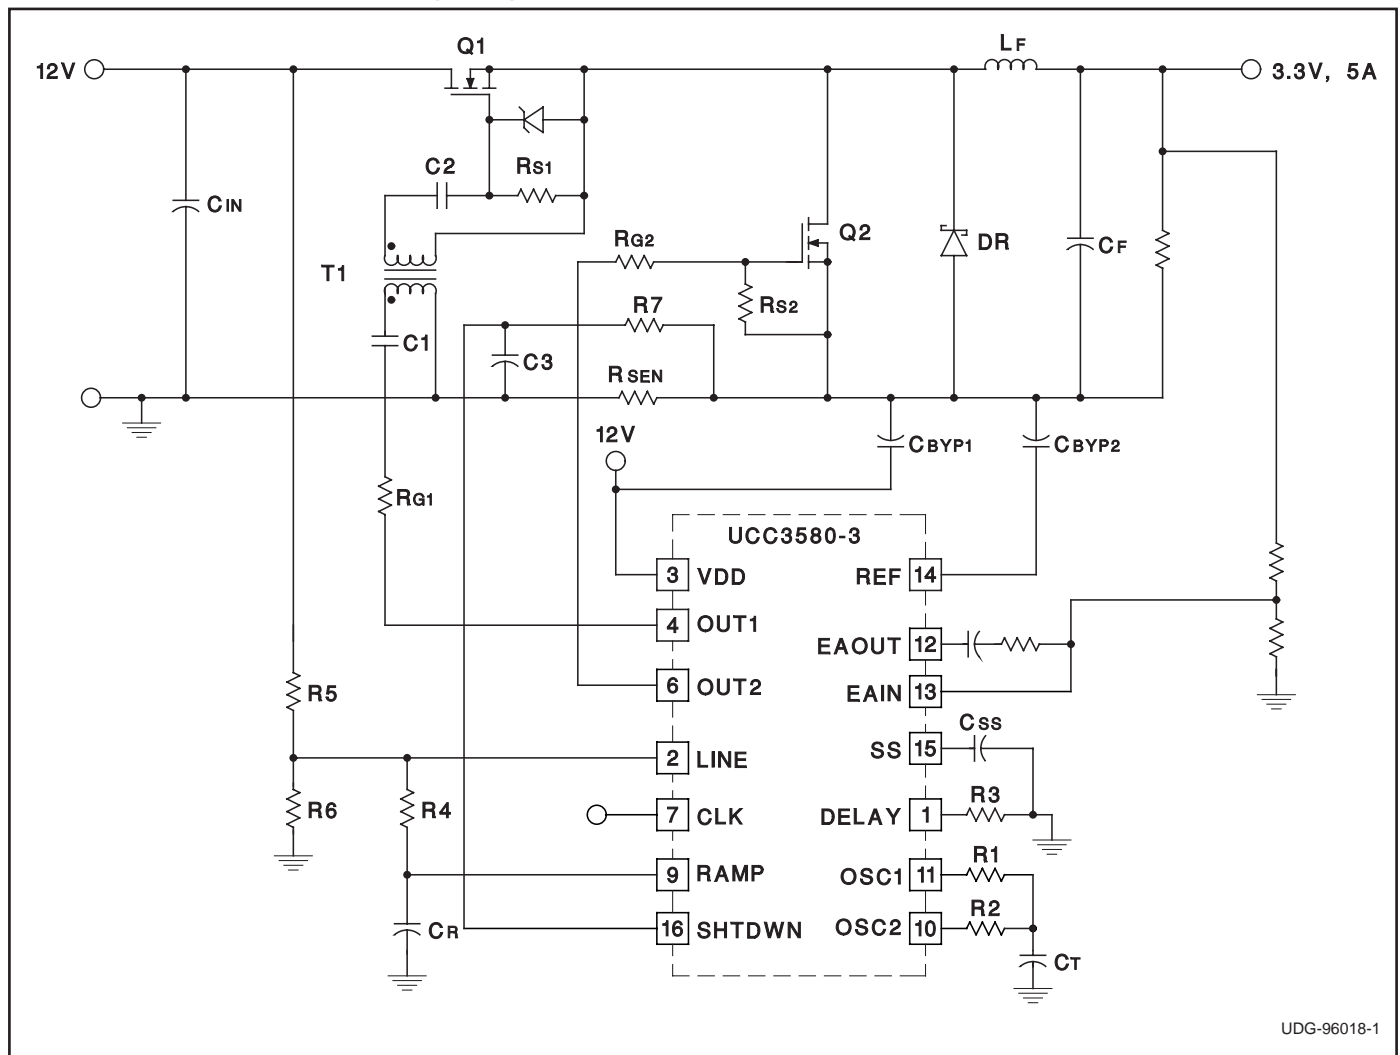 Q1
LF
12V
3.3V, 5A
C2
RS1
CIN
RG2
Q2
DR
CF
T1
R7
RS2
C1
C3
RSEN
12V
CBYP1
CBYP2
RG1
UCC3580-3
3 VDD
REF 14
4 OUT1
EAOUT 12
6 OUT2
EAIN 13
R5
CSS
2 LINE
SS 15
R6
R4
R3
7 CLK
DELAY 1
R1
9 RAMP
OSC1 11
R2
CR
16 SHTDWN
OSC2 10
CT
UDG-96018-1